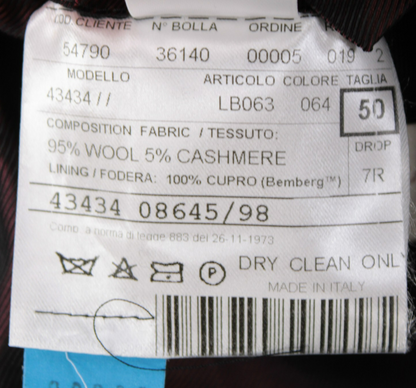 COD.CLIENTE N° BOLLA ORDINE
54790 36140 00005 019 2
MODELLO ARTICOLO COLORE TAGLIA
43434 // LB063 064 50
COMPOSITION FABRIC / TESSUTO: DROP
95% WOOL 5% CASHMERE
LINING / FODERA: 100% CUPRO (Bemberg™) 7R
43434 08645/98
Comp. a norma di legge 883 del 26-11-1973
P DRY CLEAN ONLY
MADE IN ITALY